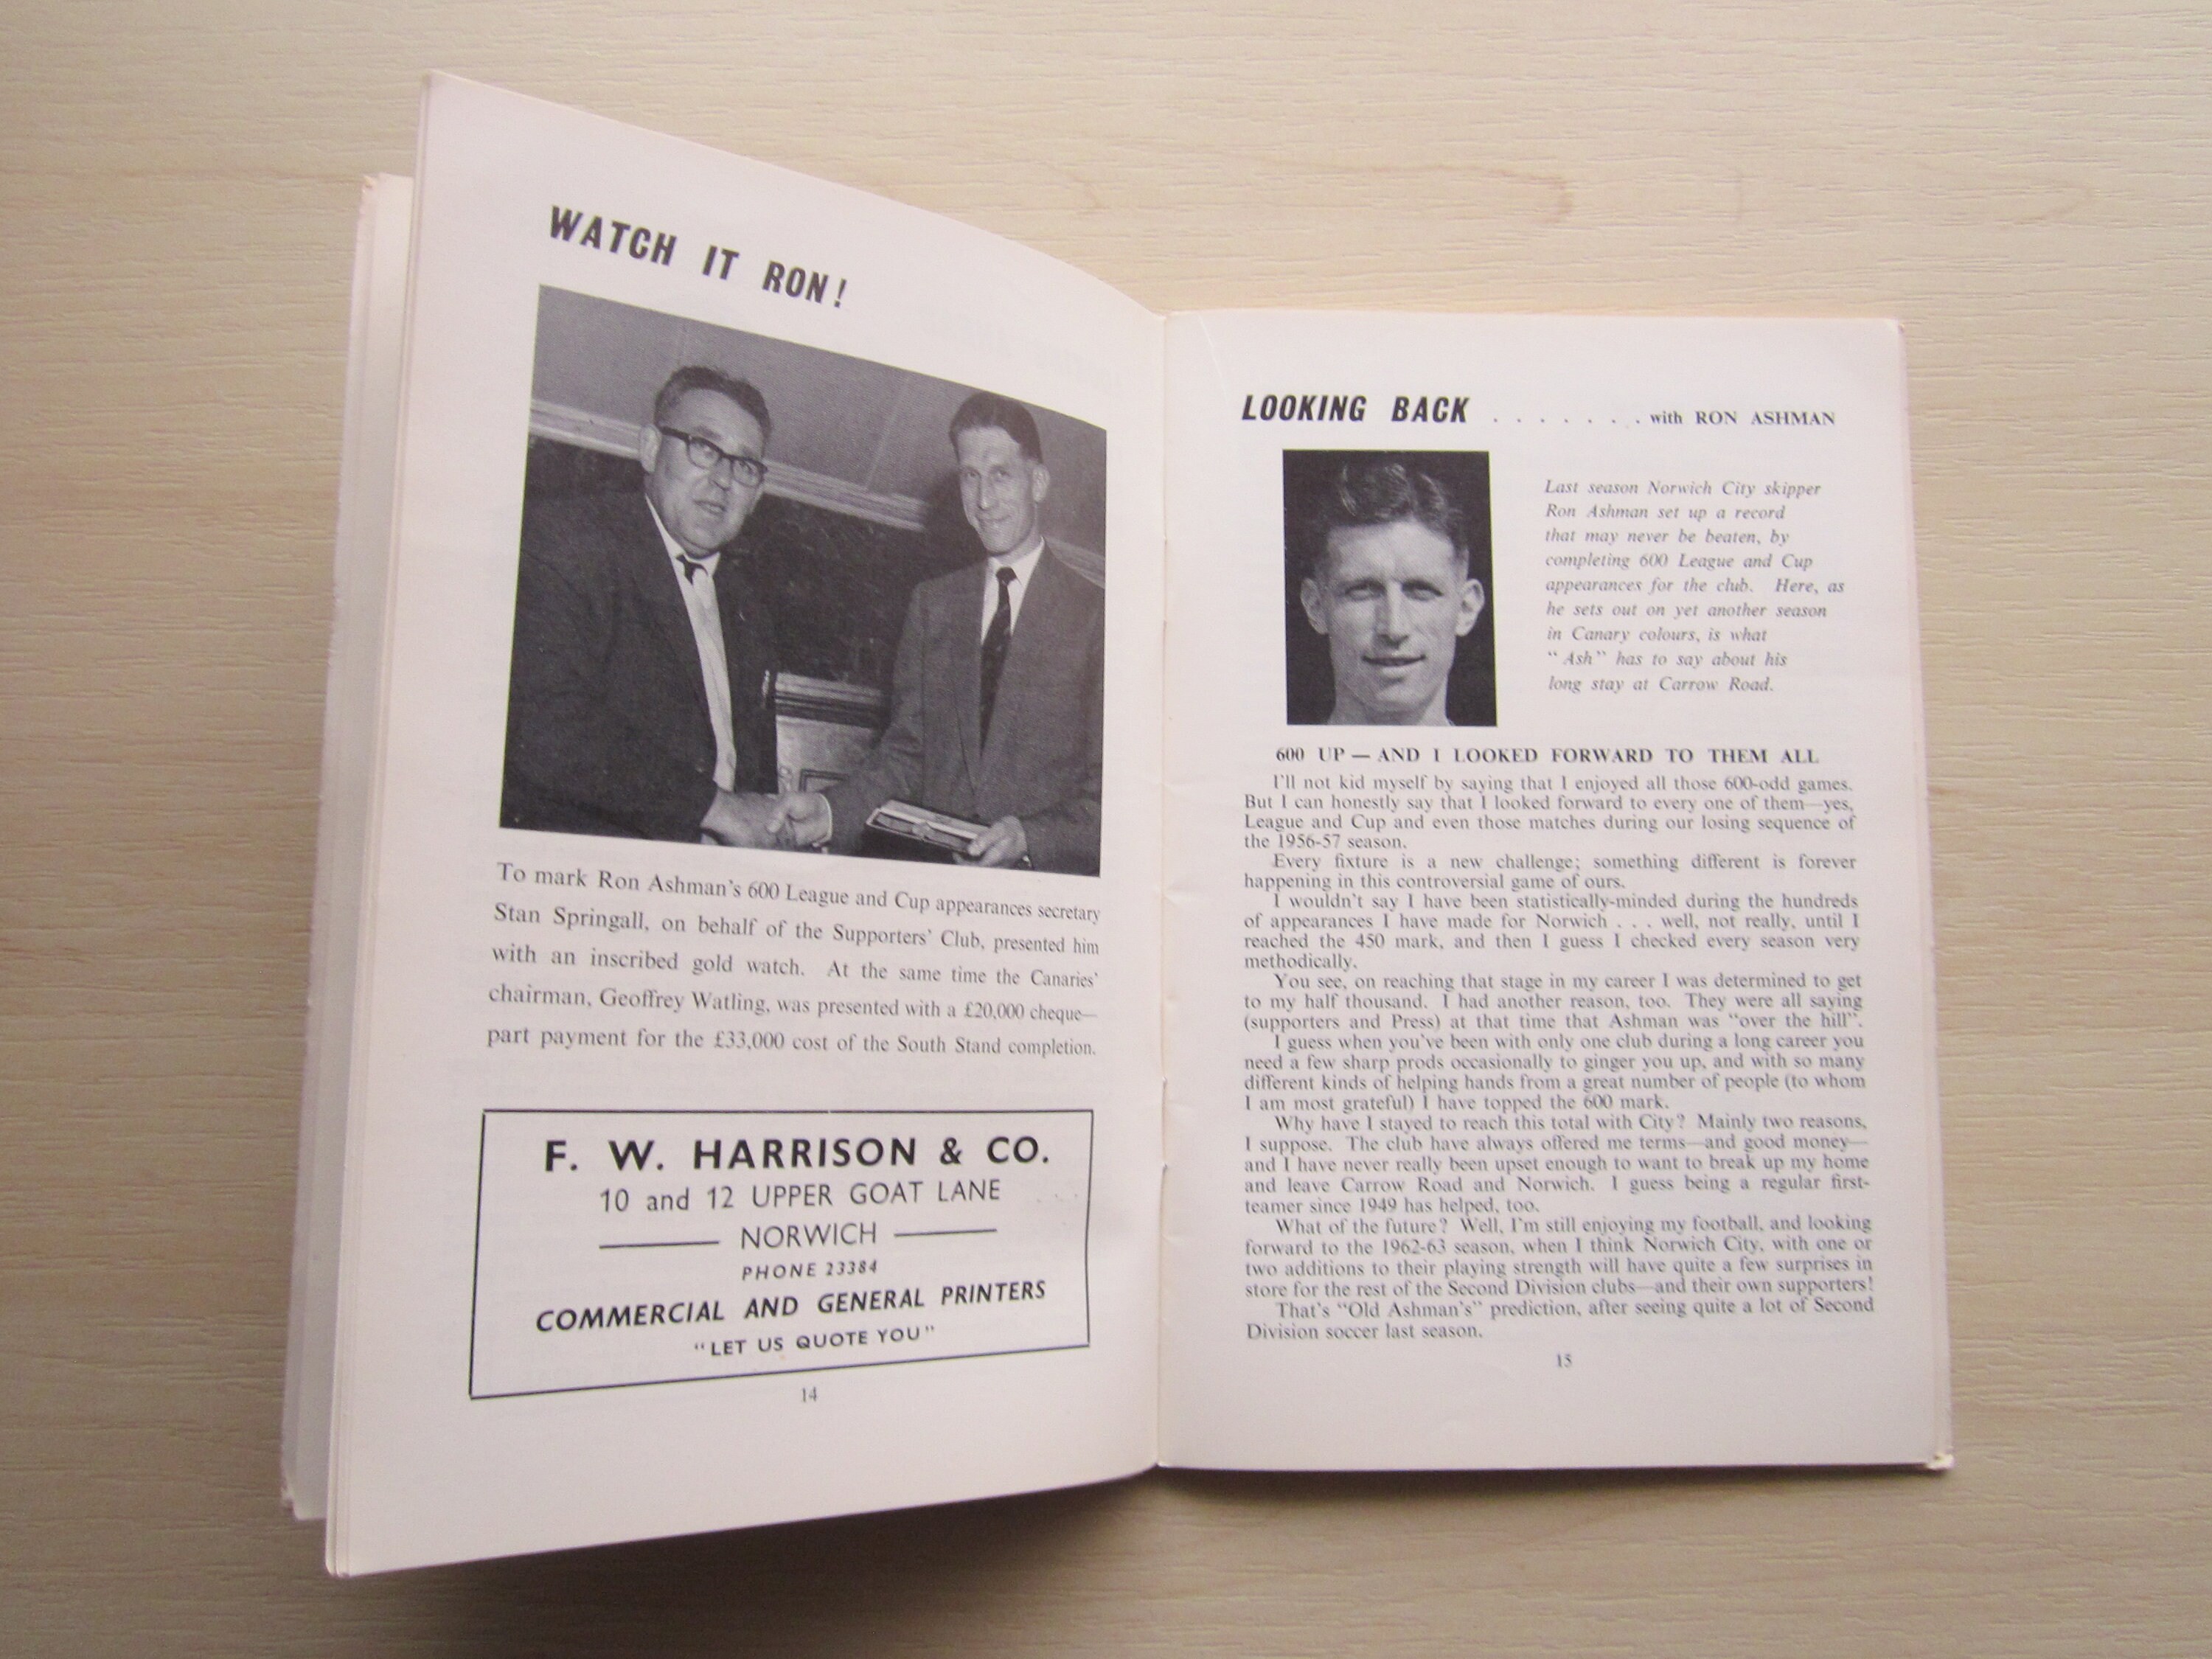 WATCH IT RON!
To mark Ron Ashman's 600 League and Cup appearances secretary
Stan Springall, on behalf of the Supporters' Club, presented him
with an inscribed gold watch. At the same time the Canaries'
chairman, Geoffrey Watling, was presented with a £20,000 cheque—
part payment for the £33,000 cost of the South Stand completion.
F. W. HARRISON & CO.
10 and 12 UPPER GOAT LANE
NORWICH
PHONE 23384
COMMERCIAL AND GENERAL PRINTERS
"LET US QUOTE YOU"
14
LOOKING BACK . . . . . . . with RON ASHMAN
Last season Norwich City skipper
Ron Ashman set up a record
that may never be beaten, by
completing 600 League and Cup
appearances for the club. Here, as
he sets out on yet another season
in Canary colours, is what
"Ash" has to say about his
long stay at Carrow Road.
600 UP — AND I LOOKED FORWARD TO THEM ALL
I'll not kid myself by saying that I enjoyed all those 600-odd games.
But I can honestly say that I looked forward to every one of them—yes,
League and Cup and even those matches during our losing sequence of
the 1956-57 season.
Every fixture is a new challenge; something different is forever
happening in this controversial game of ours.
I wouldn't say I have been statistically-minded during the hundreds
of appearances I have made for Norwich . . . well, not really, until I
reached the 450 mark, and then I guess I checked every season very
methodically.
You see, on reaching that stage in my career I was determined to get
to my half thousand. I had another reason, too. They were all saying
(supporters and Press) at that time that Ashman was "over the hill".
I guess when you've been with only one club during a long career you
need a few sharp prods occasionally to ginger you up, and with so many
different kinds of helping hands from a great number of people (to whom
I am most grateful) I have topped the 600 mark.
Why have I stayed to reach this total with City? Mainly two reasons,
I suppose. The club have always offered me terms—and good money—
and I have never really been upset enough to want to break up my home
and leave Carrow Road and Norwich. I guess being a regular first-
teamer since 1949 has helped, too.
What of the future? Well, I'm still enjoying my football, and looking
forward to the 1962-63 season, when I think Norwich City, with one or
two additions to their playing strength will have quite a few surprises in
store for the rest of the Second Division clubs—and their own supporters!
That's "Old Ashman's" prediction, after seeing quite a lot of Second
Division soccer last season.
15